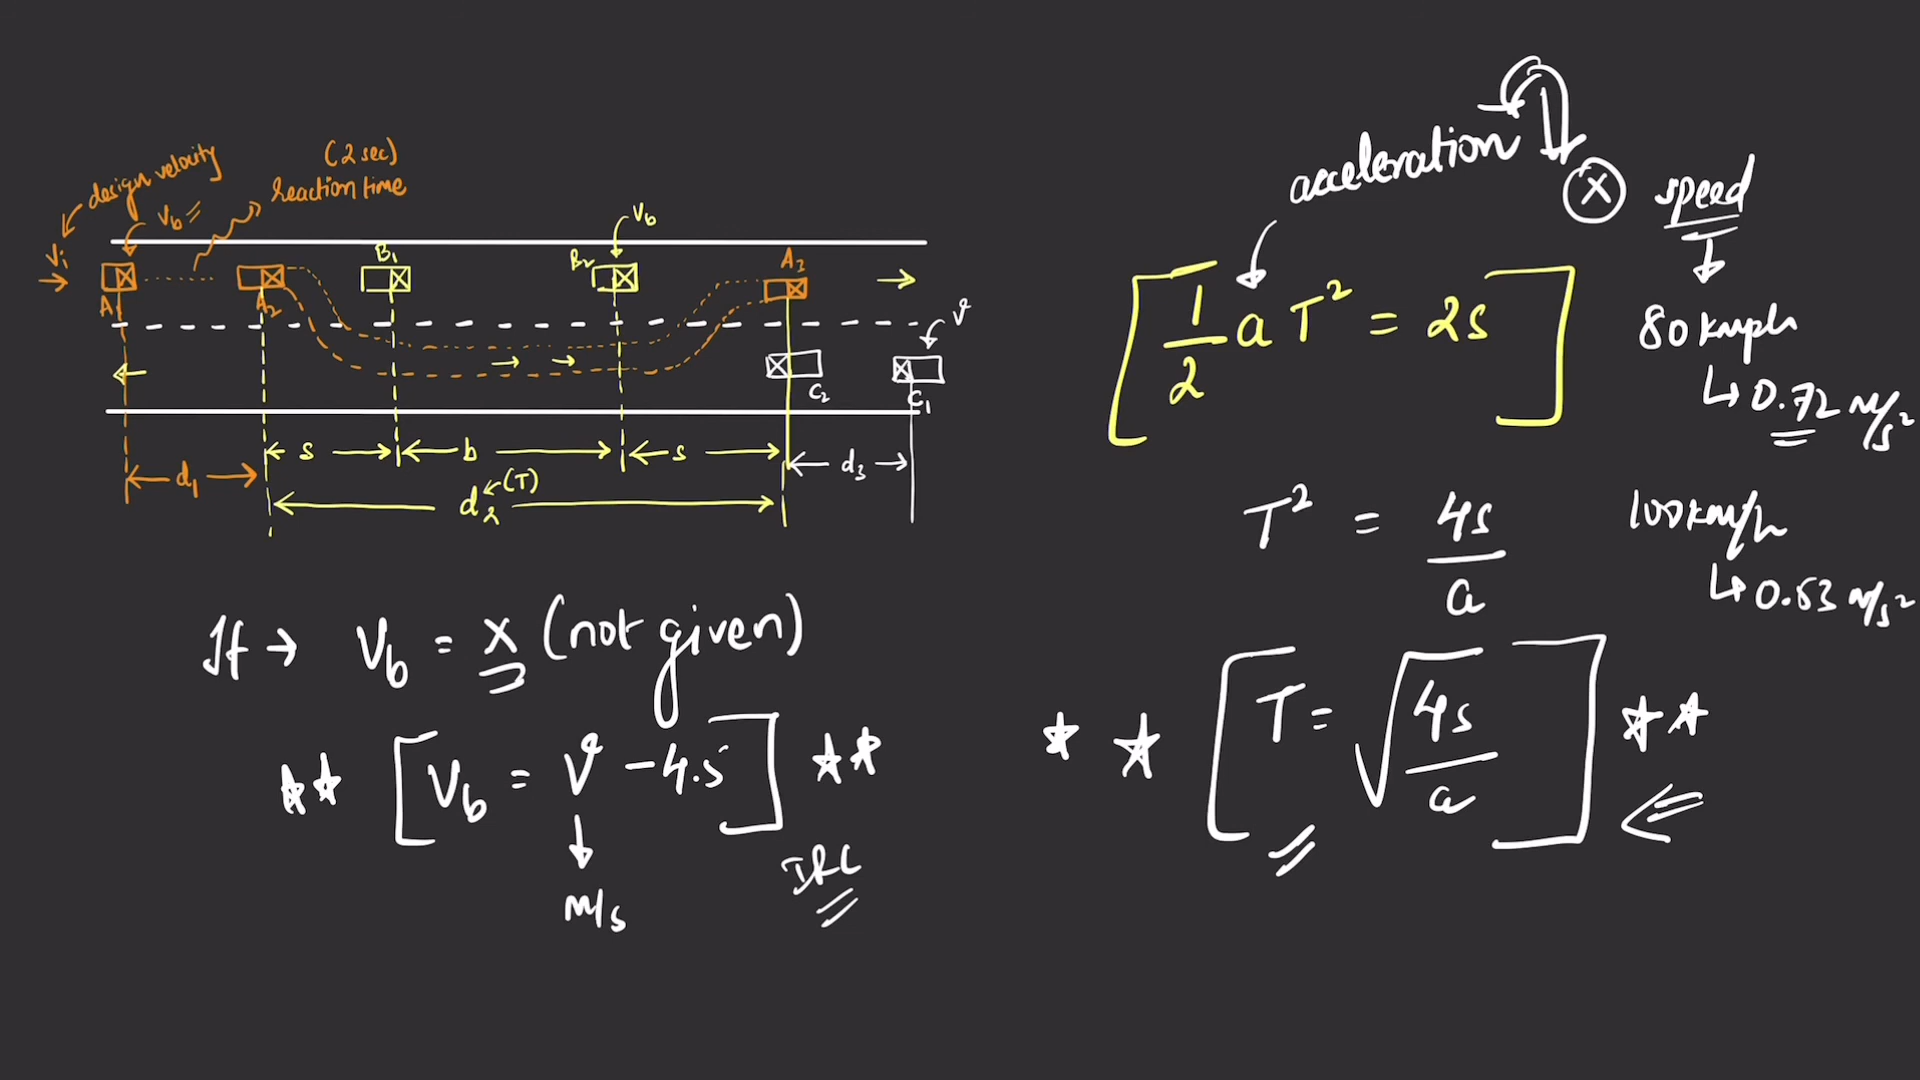 design velocity
(2 sec)
reaction time
Vb
Vi
A1
A2
B1
Vb
B2
A3
V
C2
C1
s
b
s
d1
d2 (T)
d3
If → Vb = x (not given)
[Vb = V - 4.5]
m/s
IRC
acceleration
x
speed
[1/2 a T² = 2s]
80 kmph
↳ 0.72 m/s²
T² = 4s/a
100 km/h
↳ 0.53 m/s²
[T = √(4s/a)]